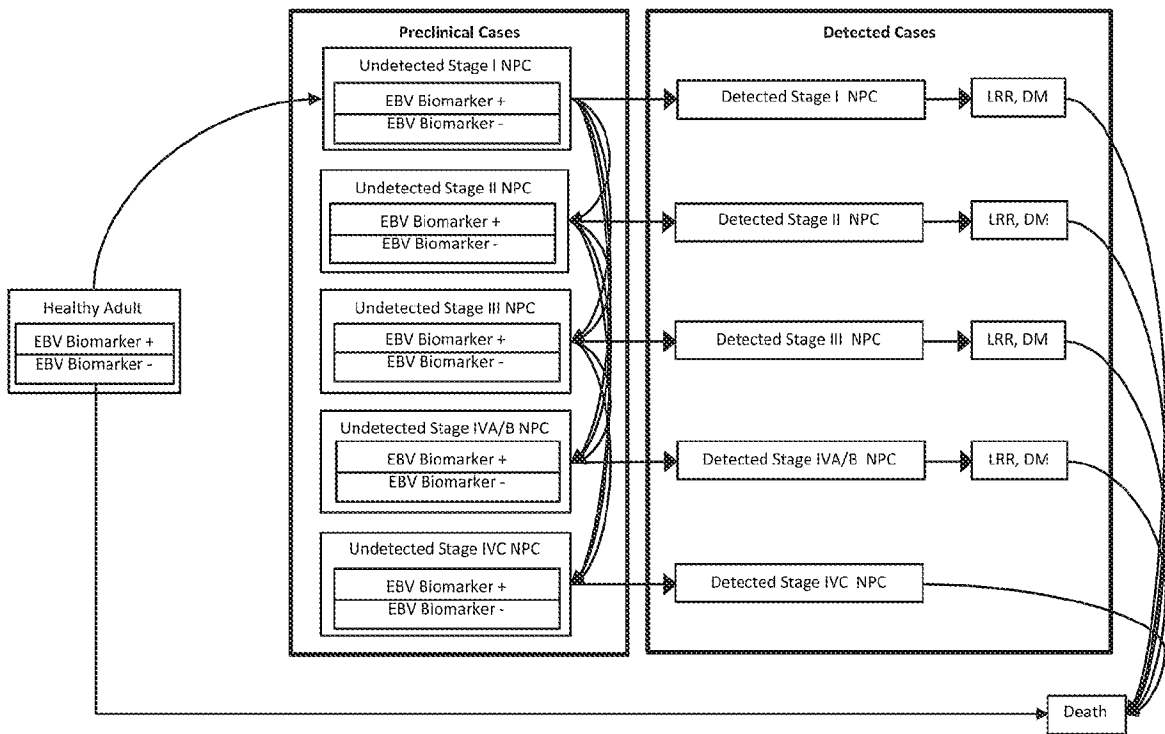 Preclinical Cases
Undetected Stage I NPC
EBV Biomarker +
EBV Biomarker -
Undetected Stage II NPC
EBV Biomarker +
EBV Biomarker -
Undetected Stage III NPC
EBV Biomarker +
EBV Biomarker -
Undetected Stage IVA/B NPC
EBV Biomarker +
EBV Biomarker -
Undetected Stage IVC NPC
EBV Biomarker +
EBV Biomarker -
Healthy Adult
EBV Biomarker +
EBV Biomarker -
Detected Cases
Detected Stage I NPC
LRR, DM
Detected Stage II NPC
LRR, DM
Detected Stage III NPC
LRR, DM
Detected Stage IVA/B NPC
LRR, DM
Detected Stage IVC NPC
Death